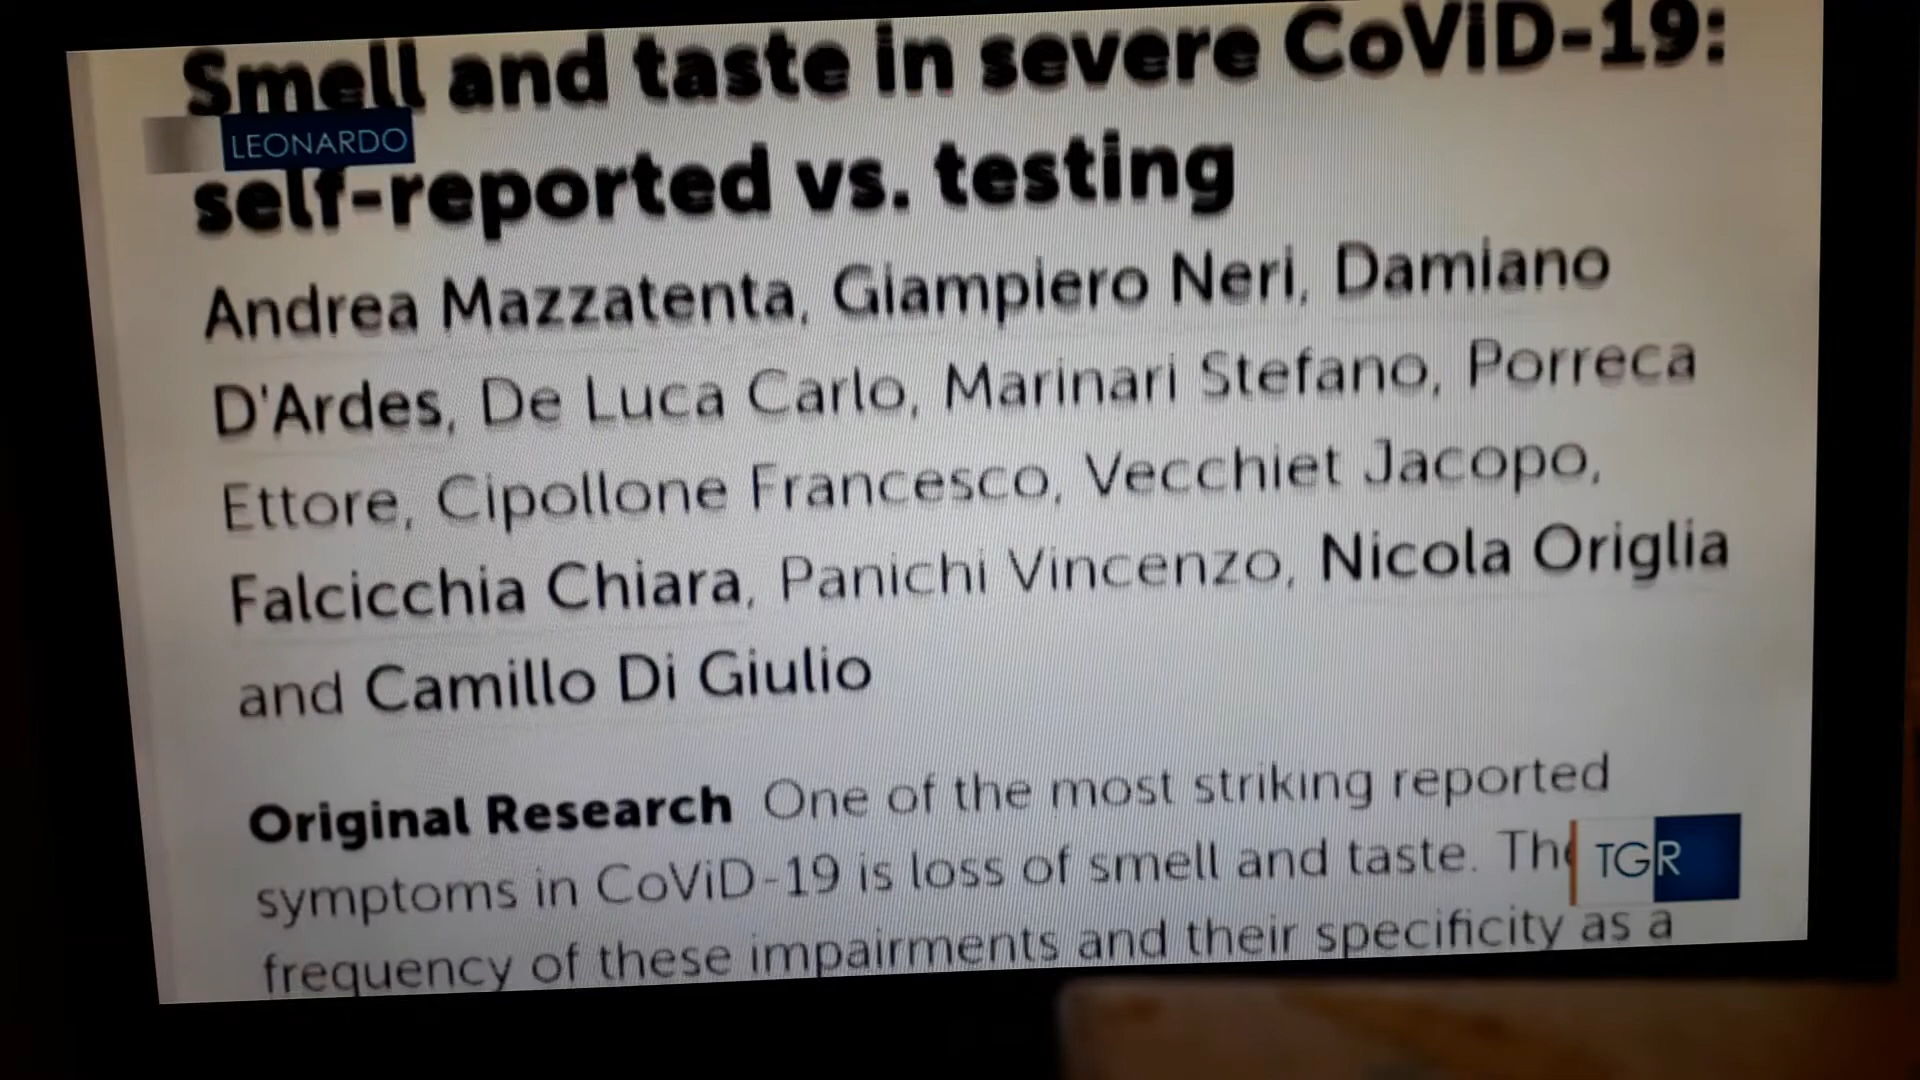 Smell and taste in severe CoViD-19:
LEONARDO
self-reported vs. testing
Andrea Mazzatenta, Giampiero Neri, Damiano
D'Ardes, De Luca Carlo, Marinari Stefano, Porreca
Ettore, Cipollone Francesco, Vecchiet Jacopo,
Falcicchia Chiara, Panichi Vincenzo, Nicola Origlia
and Camillo Di Giulio
Original Research One of the most striking reported
symptoms in CoViD-19 is loss of smell and taste. The
TGR
frequency of these impairments and their specificity as a